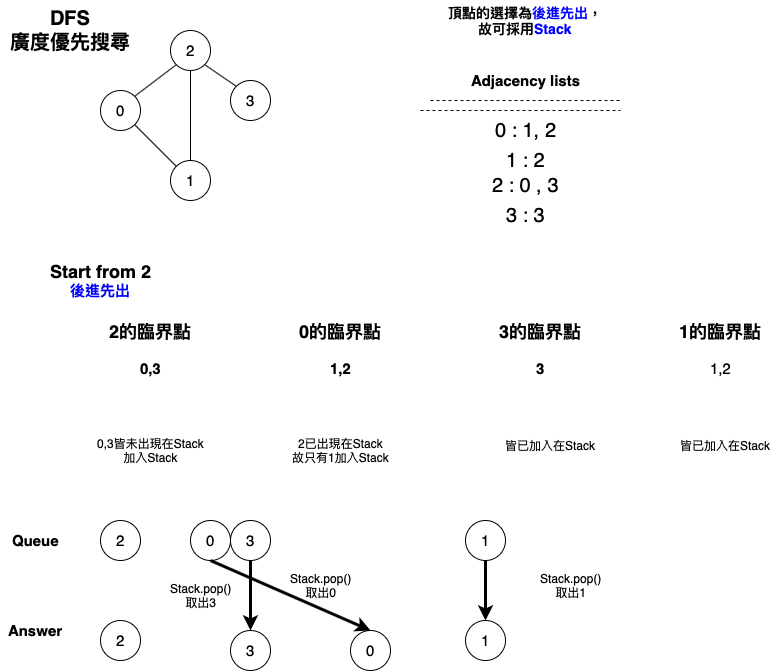 DFS
廣度優先搜尋
頂點的選擇為後進先出，
故可採用Stack
2
0
3
1
Adjacency lists
0 : 1, 2
1 : 2
2 : 0 , 3
3 : 3
Start from 2
後進先出
2的臨界點
0的臨界點
3的臨界點
1的臨界點
0,3
1,2
3
1,2
0,3皆未出現在Stack
加入Stack
2已出現在Stack
故只有1加入Stack
皆已加入在Stack
皆已加入在Stack
Queue
2
0
3
1
Stack.pop()
取出3
Stack.pop()
取出0
Stack.pop()
取出1
Answer
2
3
0
1